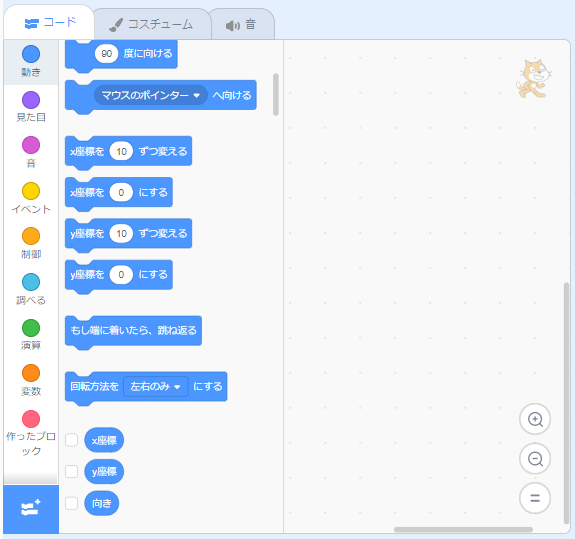 コード
コスチューム
音
動き
見た目
音
イベント
制御
調べる
演算
変数
作ったブロ
ック
90 度に向ける
マウスのポインター へ向ける
x座標を 10 ずつ変える
x座標を 0 にする
y座標を 10 ずつ変える
y座標を 0 にする
もし端に着いたら、跳ね返る
回転方法を 左右のみ にする
x座標
y座標
向き